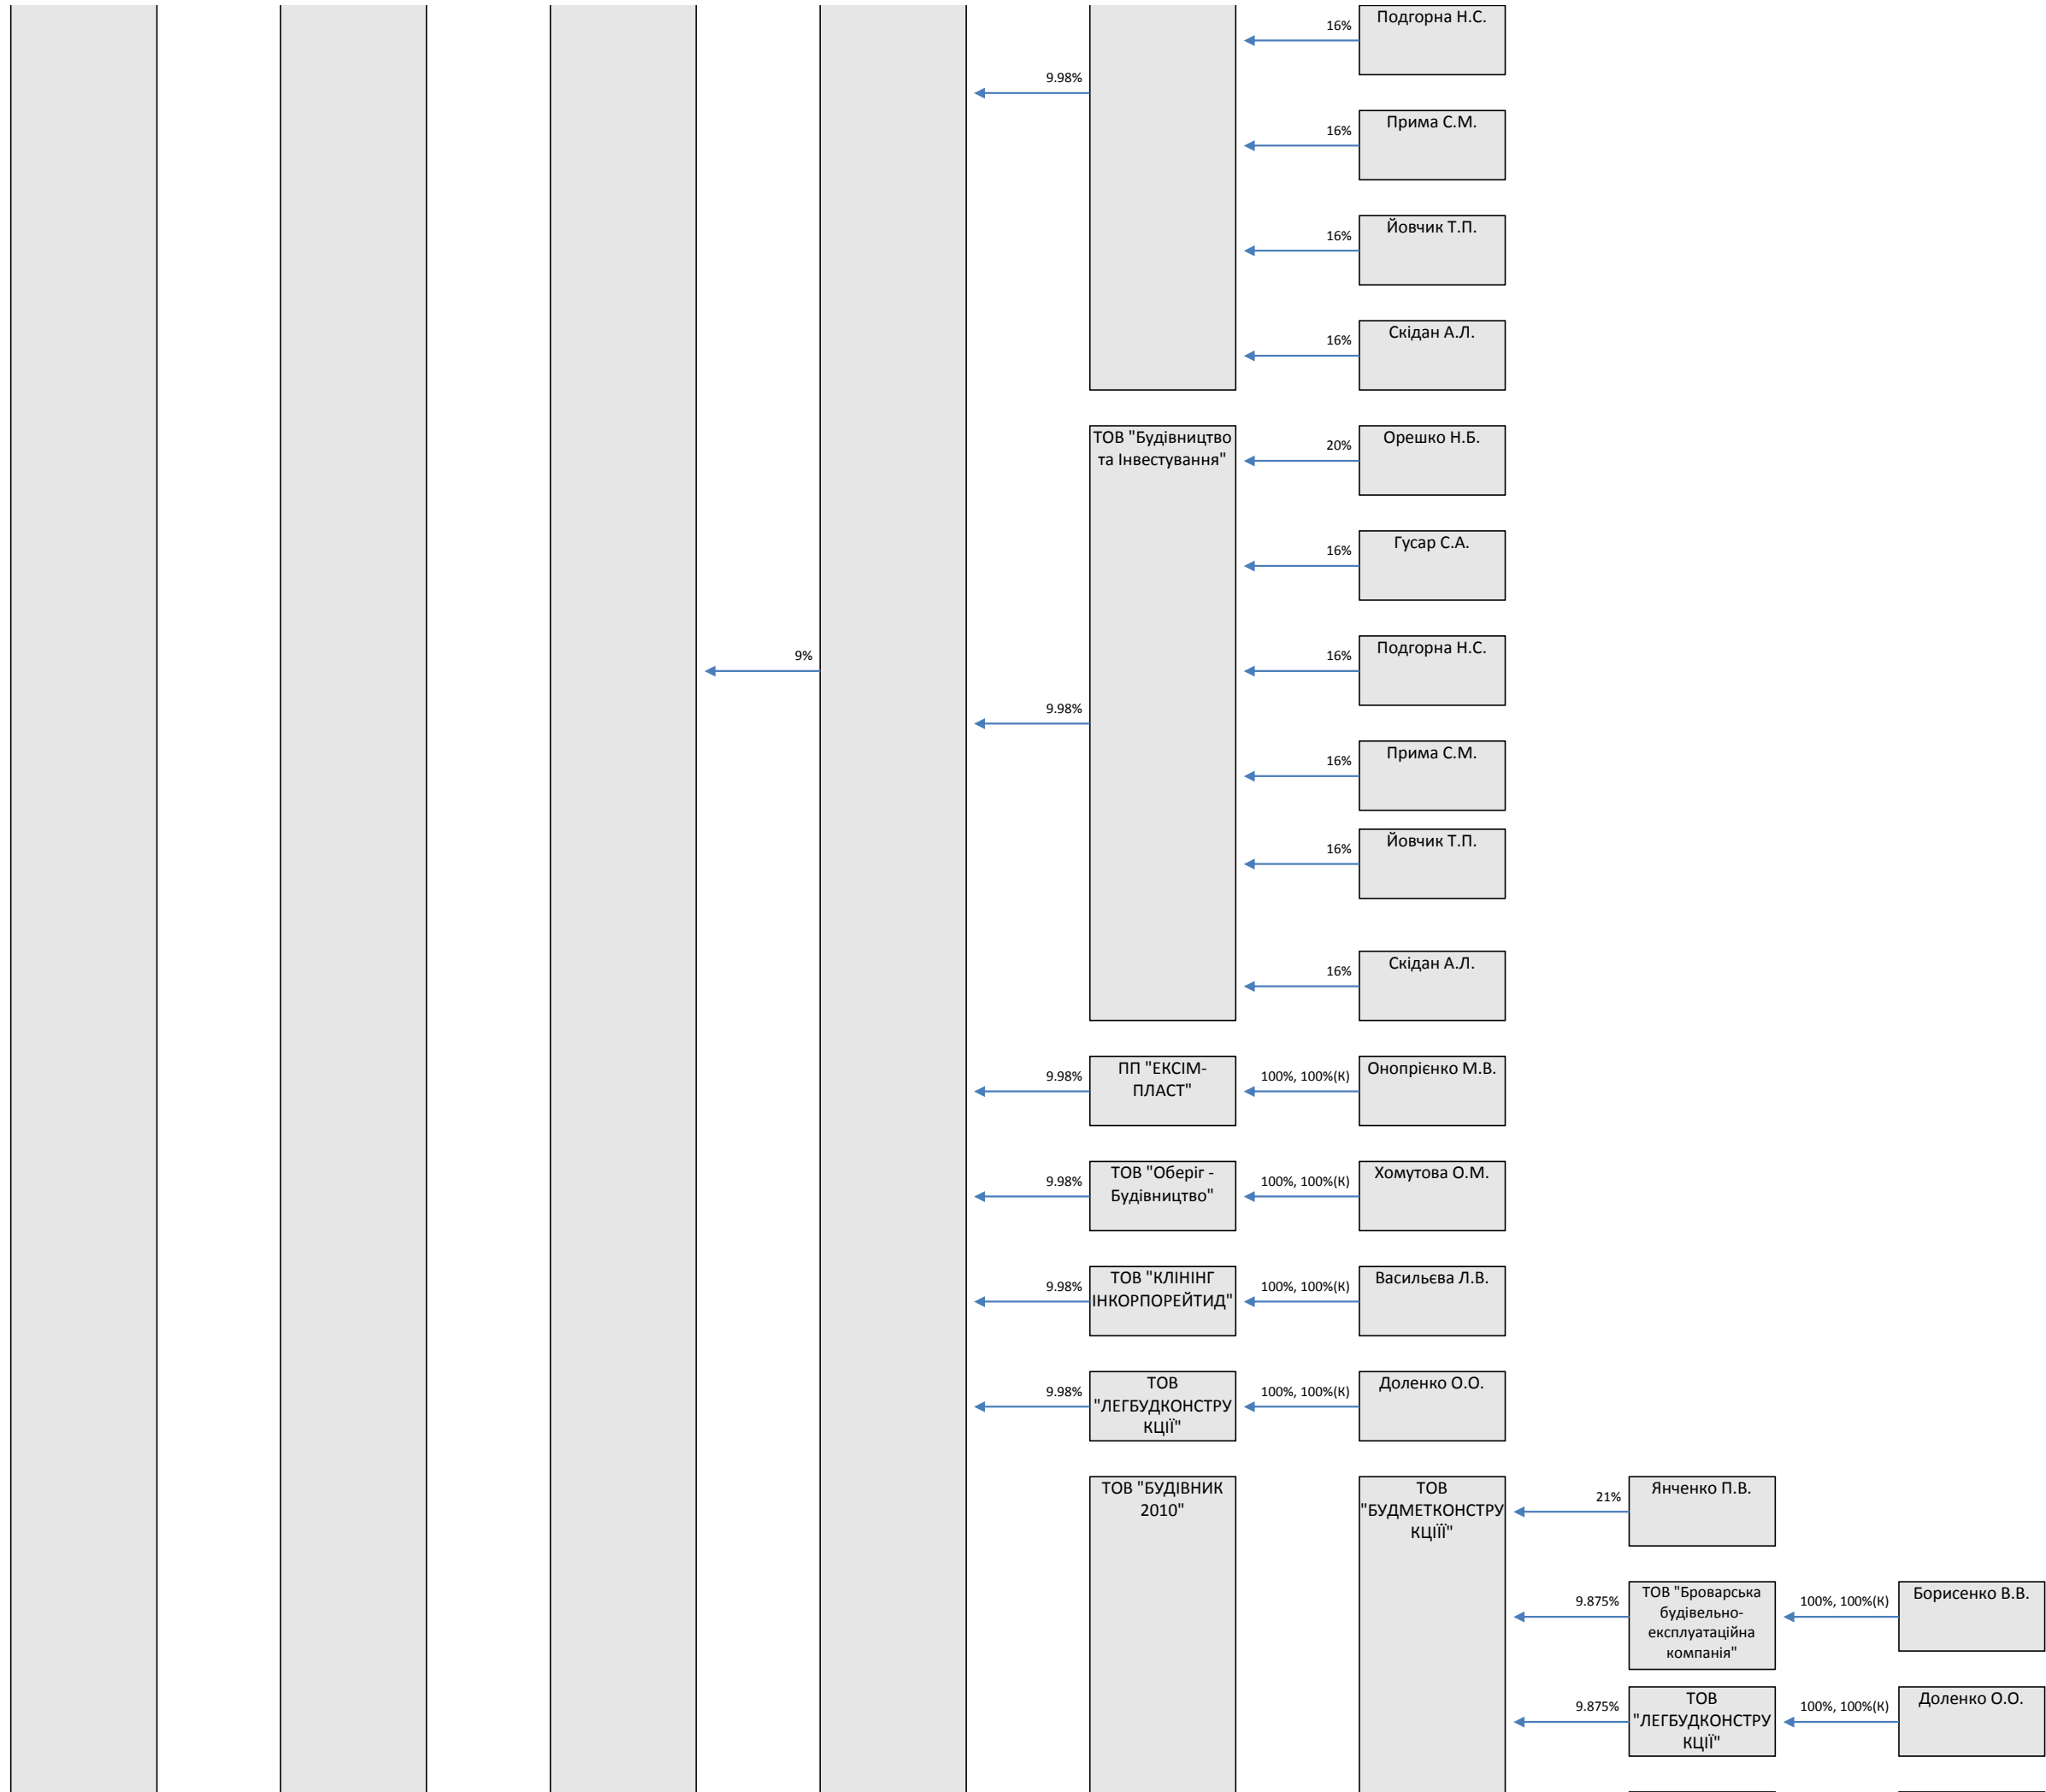 Подгорна Н.С.
16%
9.98%
Прима С.М.
16%
Йовчик Т.П.
16%
Скідан А.Л.
16%
ТОВ "Будівництво
та Інвестування"
Орешко Н.Б.
20%
Гусар С.А.
16%
Подгорна Н.С.
16%
9%
9.98%
Прима С.М.
16%
Йовчик Т.П.
16%
Скідан А.Л.
16%
9.98%
ПП "ЕКСІМ-
ПЛАСТ"
100%, 100%(К)
Онопрієнко М.В.
9.98%
ТОВ "Оберіг -
Будівництво"
100%, 100%(К)
Хомутова О.М.
9.98%
ТОВ "КЛІНІНГ
ІНКОРПОРЕЙТИД"
100%, 100%(К)
Васильєва Л.В.
9.98%
ТОВ
"ЛЕГБУДКОНСТРУ
КЦІЇ"
100%, 100%(К)
Доленко О.О.
ТОВ "БУДІВНИК
2010"
ТОВ
"БУДМЕТКОНСТРУ
КЦІЇЇ"
21%
Янченко П.В.
9.875%
ТОВ "Броварська
будівельно-
експлуатаційна
компанія"
100%, 100%(К)
Борисенко В.В.
9.875%
ТОВ
"ЛЕГБУДКОНСТРУ
КЦІЇ"
100%, 100%(К)
Доленко О.О.